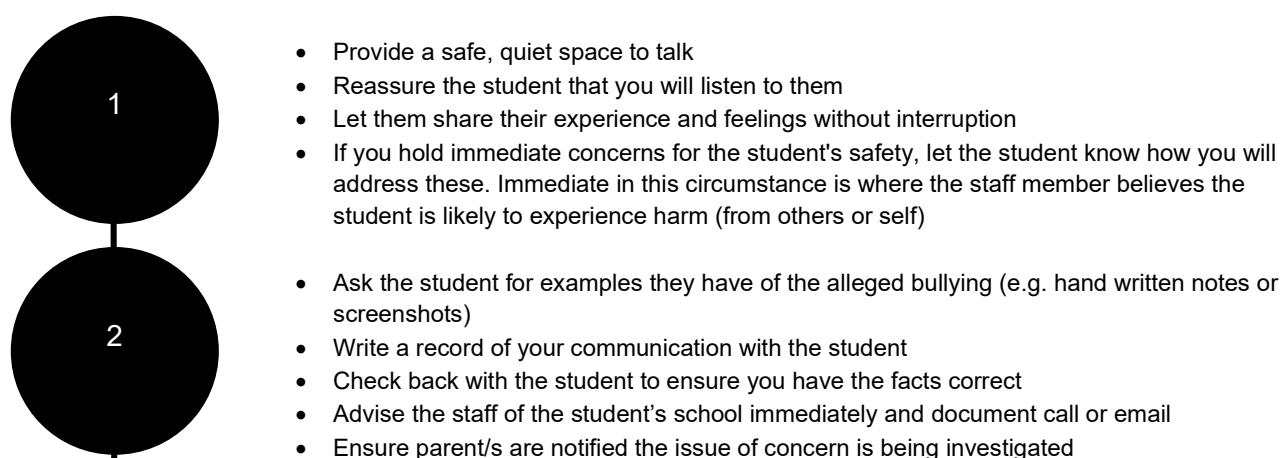 1
• Provide a safe, quiet space to talk
• Reassure the student that you will listen to them
• Let them share their experience and feelings without interruption
• If you hold immediate concerns for the student's safety, let the student know how you will
address these. Immediate in this circumstance is where the staff member believes the
student is likely to experience harm (from others or self)
2
• Ask the student for examples they have of the alleged bullying (e.g. hand written notes or
screenshots)
• Write a record of your communication with the student
• Check back with the student to ensure you have the facts correct
• Advise the staff of the student’s school immediately and document call or email
• Ensure parent/s are notified the issue of concern is being investigated